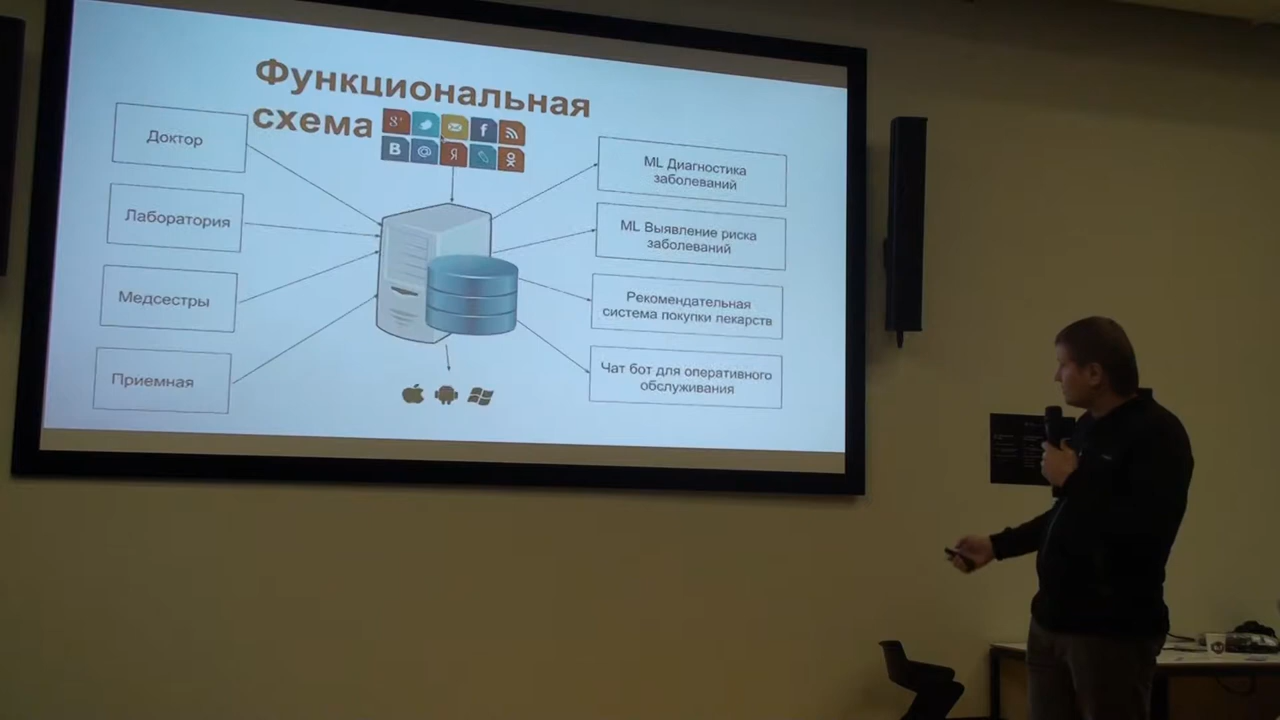 Функциональная
схема
g+
f
B
@
Я
Доктор
Лаборатория
Медсестры
Приемная
ML Диагностика
заболеваний
ML Выявление риска
заболеваний
Рекомендательная
система покупки лекарств
Чат бот для оперативного
обслуживания